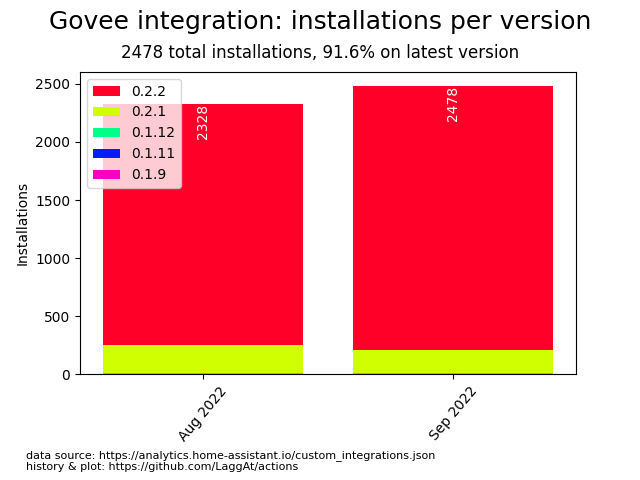 Govee integration: installations per version
2478 total installations, 91.6% on latest version
2500
2000
1500
1000
500
0
Installations
0.2.2
0.2.1
0.1.12
0.1.11
0.1.9
2328
2478
Aug 2022
Sep 2022
data source: https://analytics.home-assistant.io/custom_integrations.json
history & plot: https://github.com/LaggAt/actions